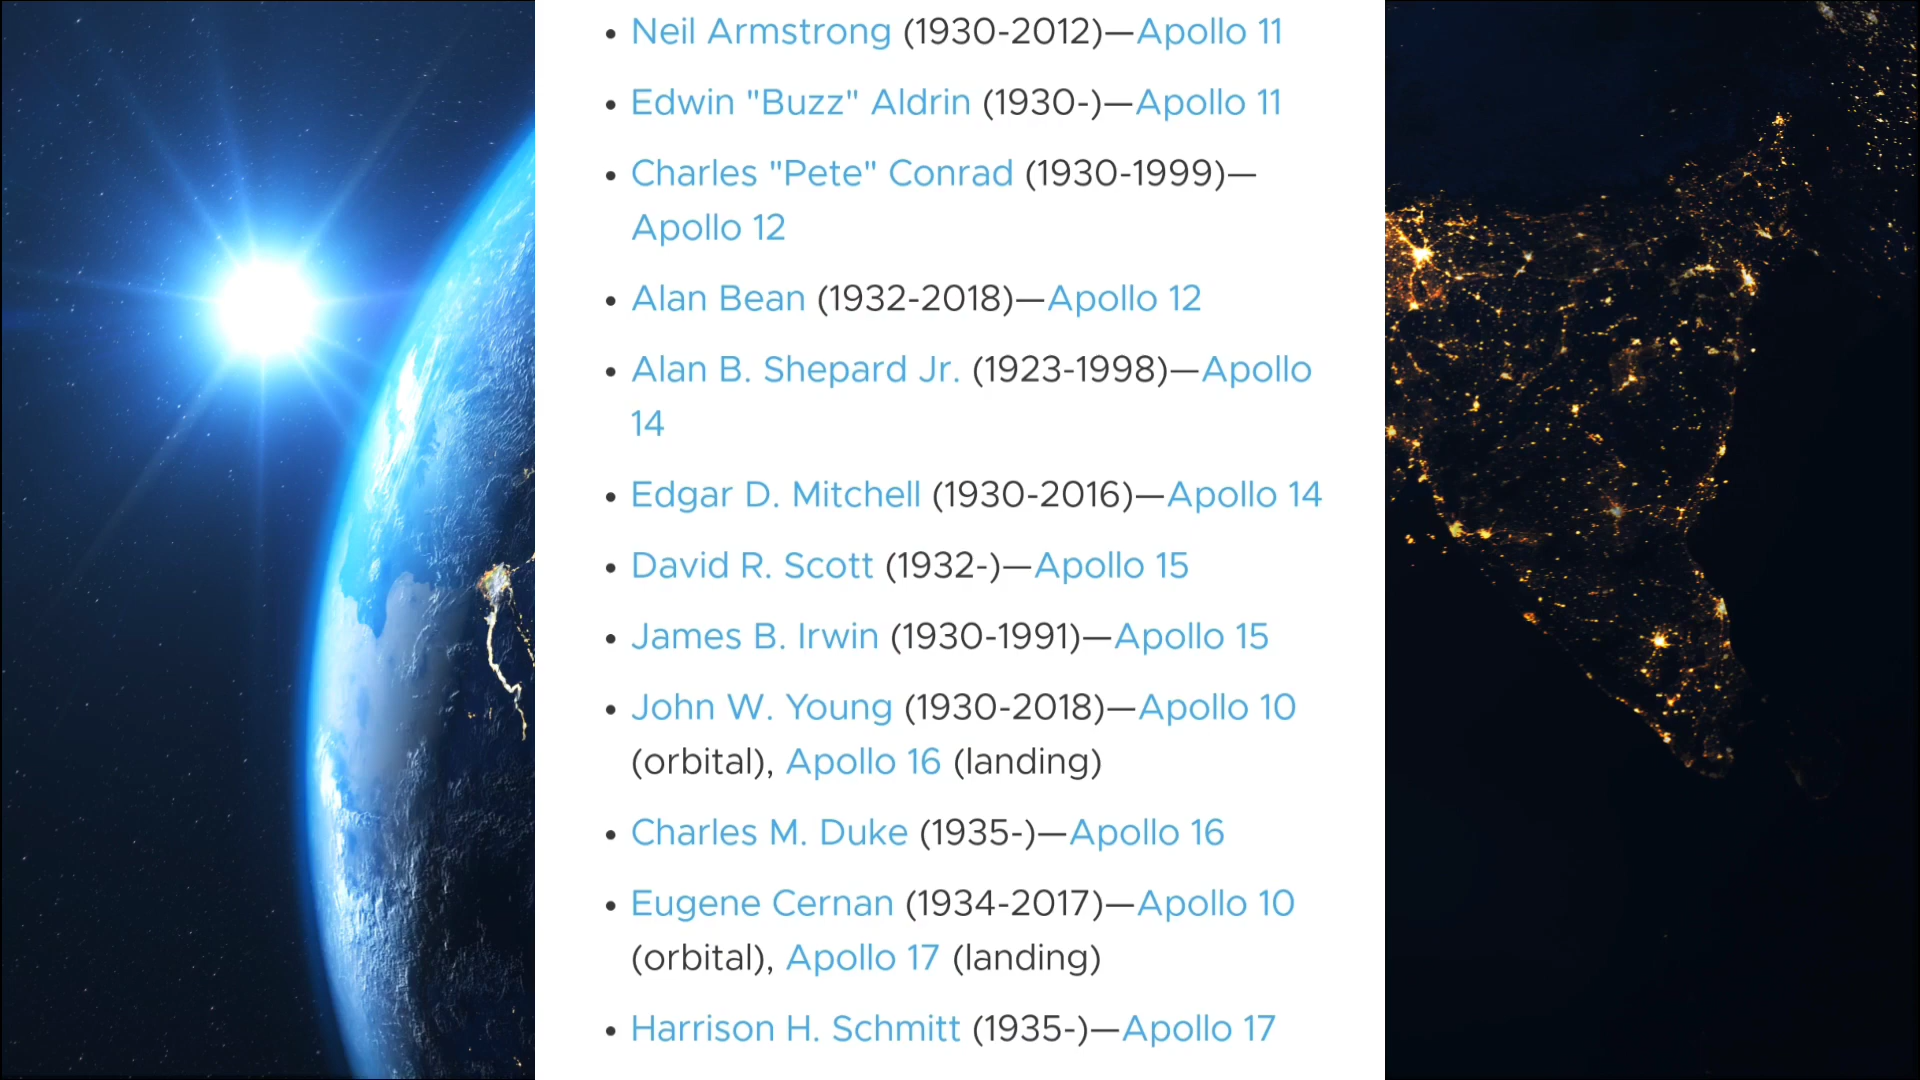 • Neil Armstrong (1930-2012)—Apollo 11
• Edwin "Buzz" Aldrin (1930-)—Apollo 11
• Charles "Pete" Conrad (1930-1999)—
Apollo 12
• Alan Bean (1932-2018)—Apollo 12
• Alan B. Shepard Jr. (1923-1998)—Apollo
14
• Edgar D. Mitchell (1930-2016)—Apollo 14
• David R. Scott (1932-)—Apollo 15
• James B. Irwin (1930-1991)—Apollo 15
• John W. Young (1930-2018)—Apollo 10
(orbital), Apollo 16 (landing)
• Charles M. Duke (1935-)—Apollo 16
• Eugene Cernan (1934-2017)—Apollo 10
(orbital), Apollo 17 (landing)
• Harrison H. Schmitt (1935-)—Apollo 17